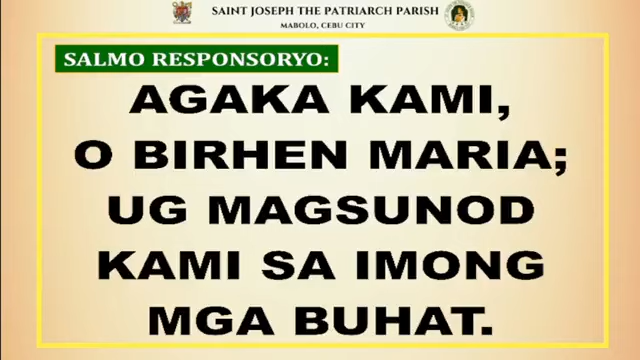 SAINT JOSEPH THE PATRIARCH PARISH
MABOLO, CEBU CITY
SALMO RESPONSORYO:
AGAKA KAMI,
O BIRHEN MARIA;
UG MAGSUNOD
KAMI SA IMONG
MGA BUHAT.